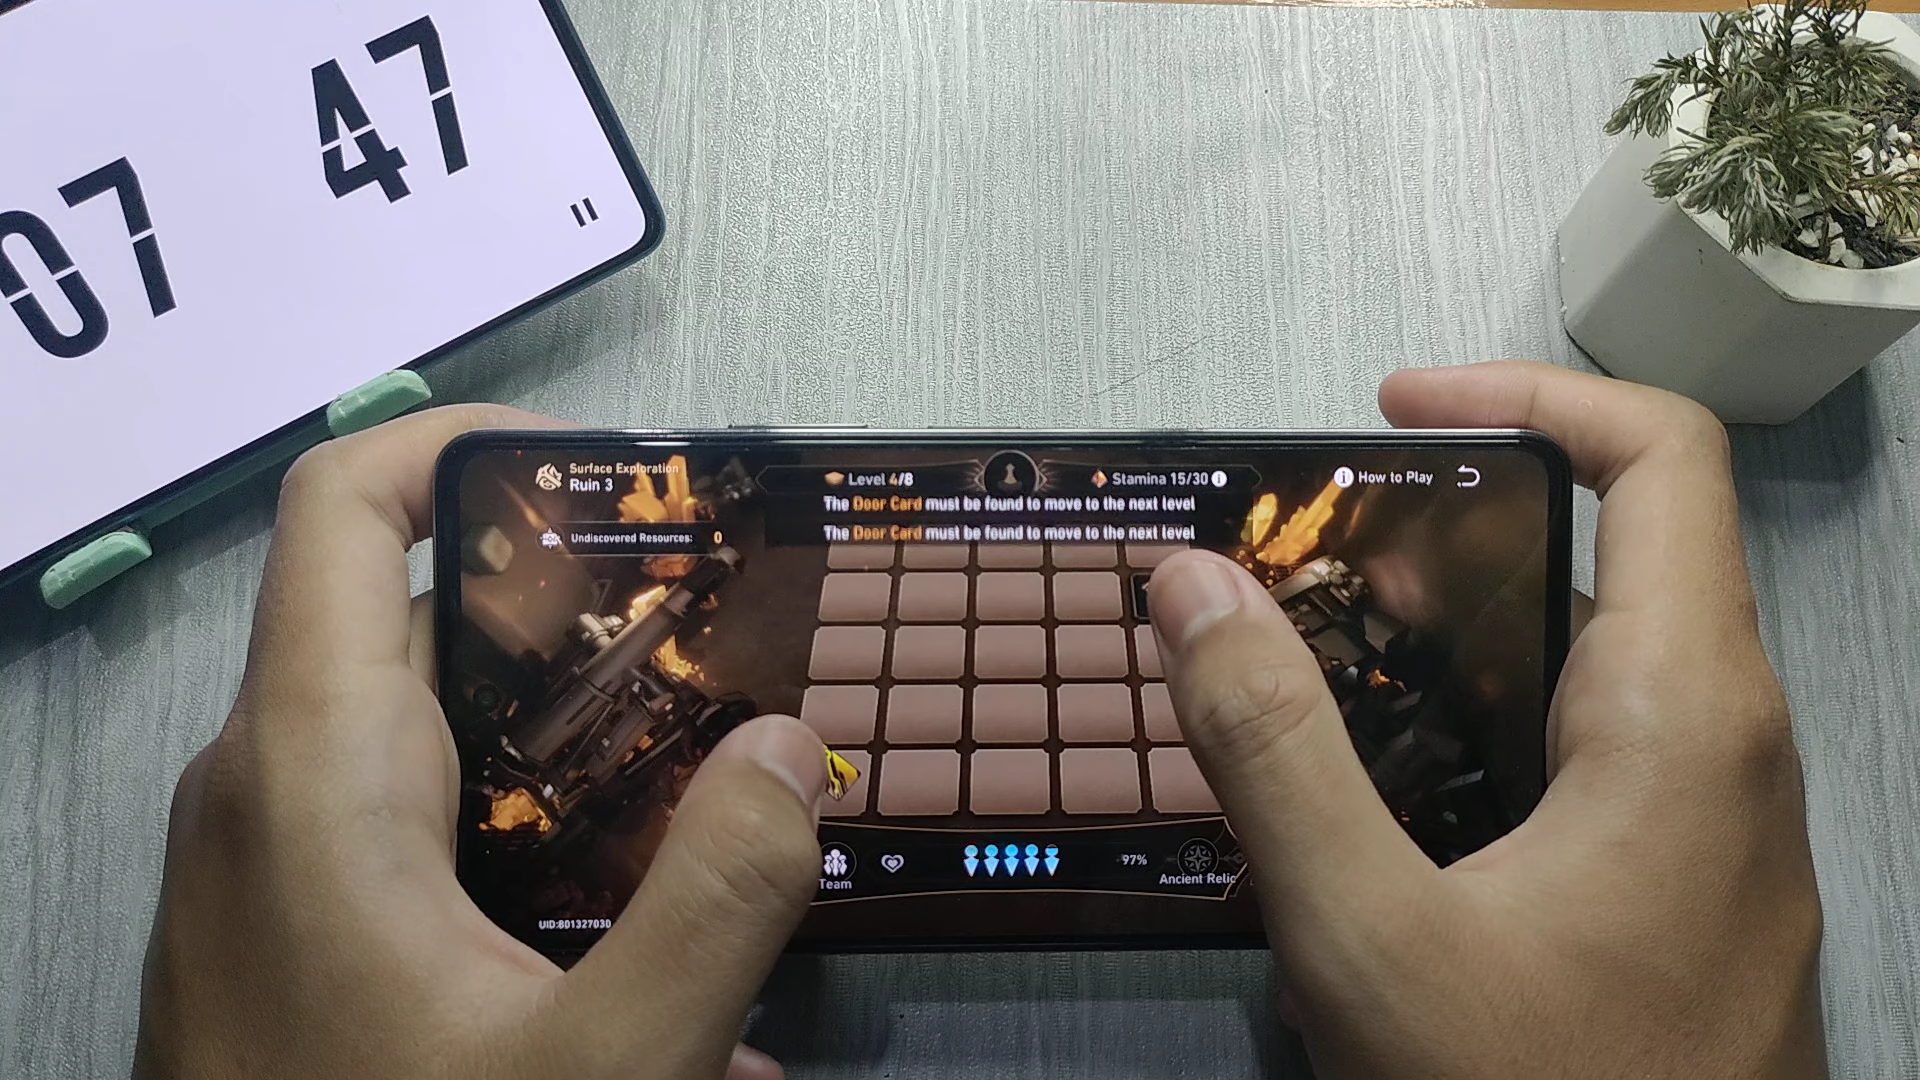 07 47
Surface Exploration
Ruin 3
Level 4/8
Stamina 15/30
How to Play
The Door Card must be found to move to the next level
Undiscovered Resources: 0
The Door Card must be found to move to the next level
Team
97%
Ancient Relic
UID:801327030